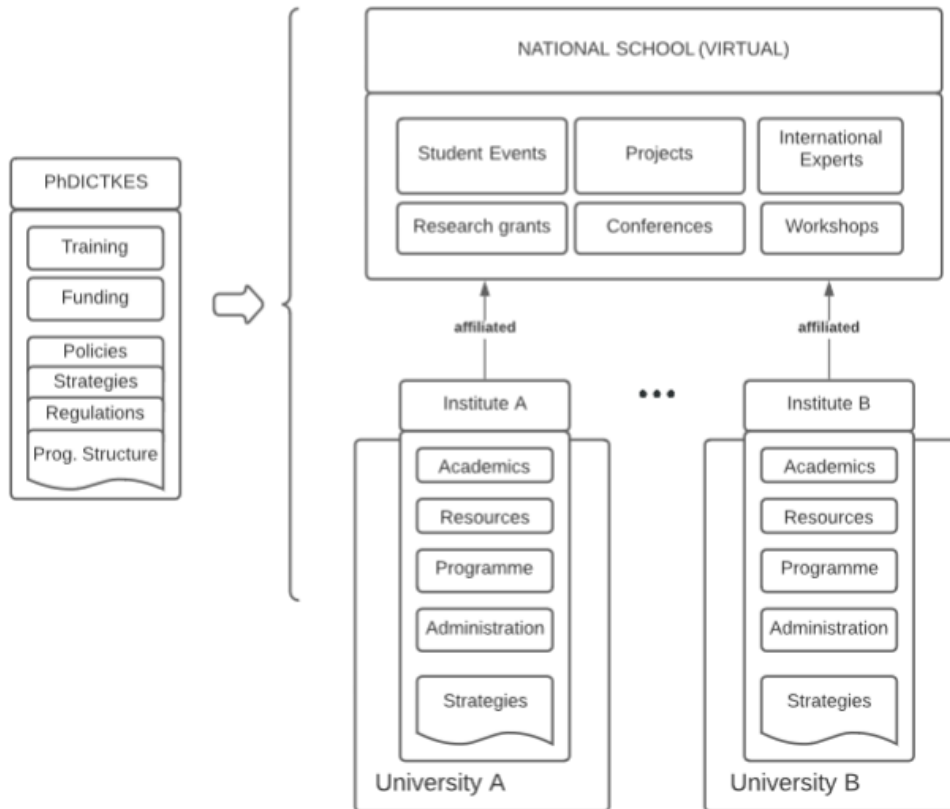 NATIONAL SCHOOL (VIRTUAL)
Student Events
Projects
International
Experts
Research grants
Conferences
Workshops
PhDICTKES
Training
Funding
Policies
Strategies
Regulations
Prog. Structure
affiliated
affiliated
Institute A
•••
Institute B
Academics
Resources
Programme
Administration
Strategies
University A
Academics
Resources
Programme
Administration
Strategies
University B